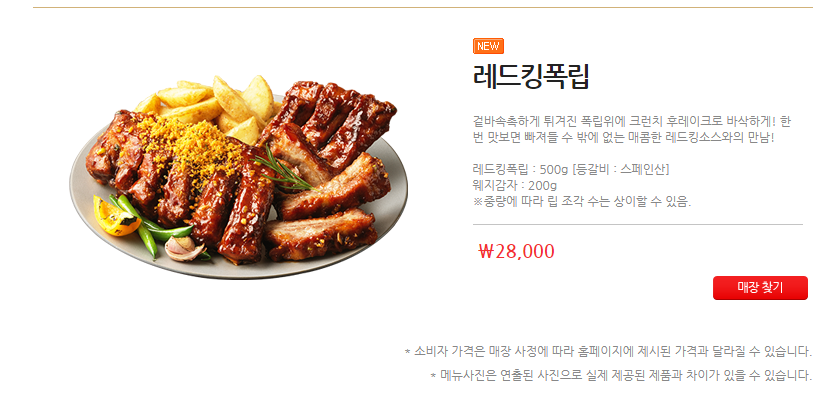 NEW
레드킹폭립
겉바속촉하게 튀겨진 폭립위에 크런치 후레이크로 바삭하게! 한
번 맛보면 빠져들 수 밖에 없는 매콤한 레드킹소스와의 만남!
레드킹폭립 : 500g [등갈비 : 스페인산]
웨지감자 : 200g
※중량에 따라 립 조각 수는 상이할 수 있음.
₩28,000
매장 찾기
* 소비자 가격은 매장 사정에 따라 홈페이지에 제시된 가격과 달라질 수 있습니다.
* 메뉴사진은 연출된 사진으로 실제 제공된 제품과 차이가 있을 수 있습니다.